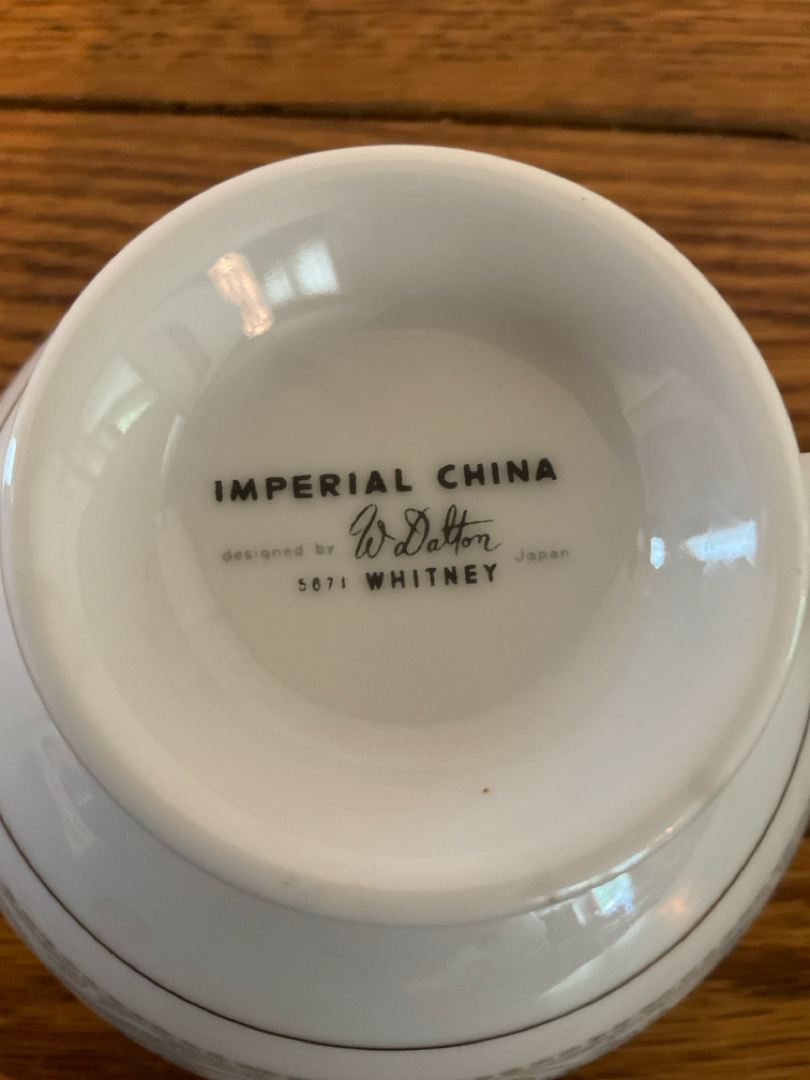 IMPERIAL CHINA
designed by W. Dalton Japan
5671 WHITNEY